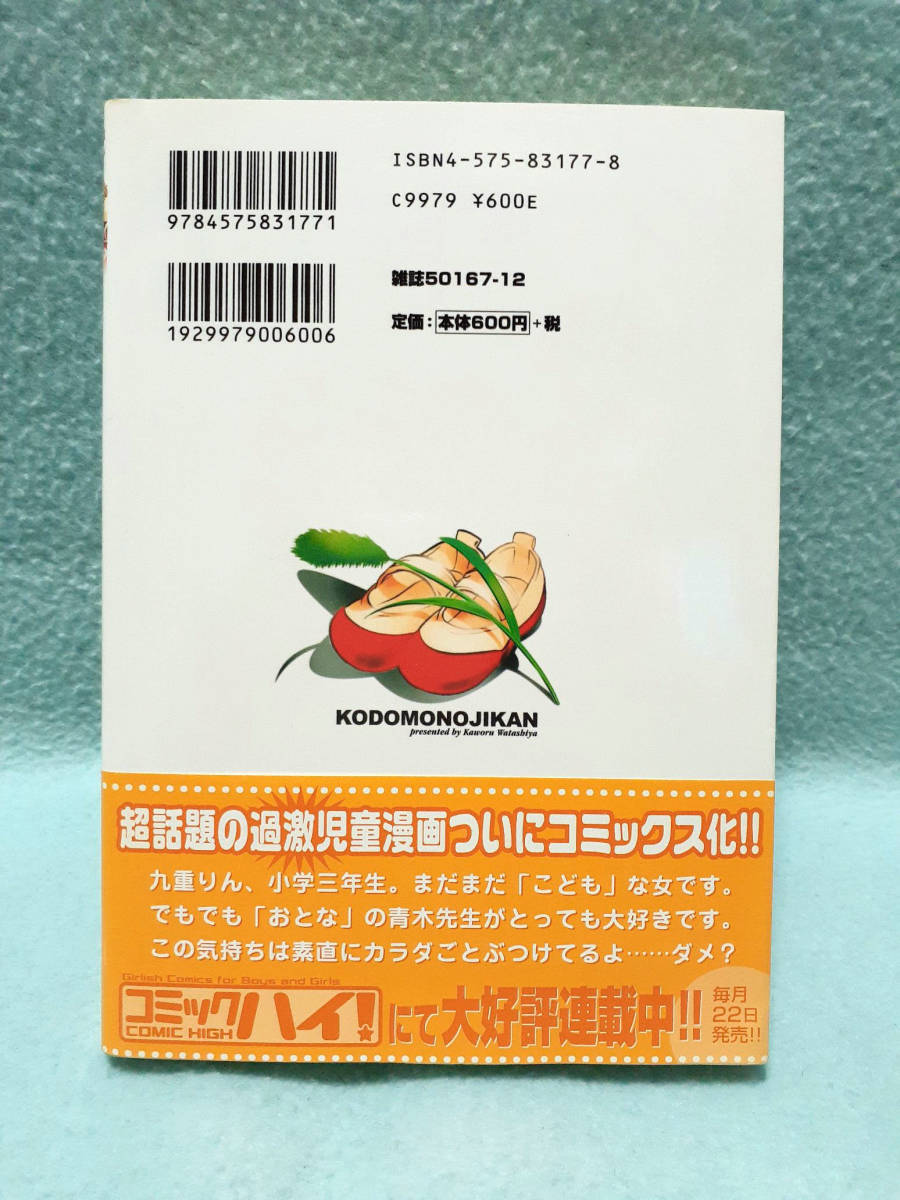 ISBN4-575-83177-8
C9979 ¥600E
9784575831771
雑誌50167-12
定価：本体600円+税
1929979006006
KODOMONOJIKAN
presented by Kaworu Watashiya
超話題の過激児童漫画ついにコミックス化!!
九重りん、小学三年生。まだまだ「こども」な女です。
でもでも「おとな」の青木先生がとっても大好きです。
この気持ちは素直にカラダごとぶつけてるよ……ダメ？
Girlish Comics for Boys and Girls
コミックハイ!
COMIC HIGH
にて大好評連載中!!
毎月
22日
発売!!